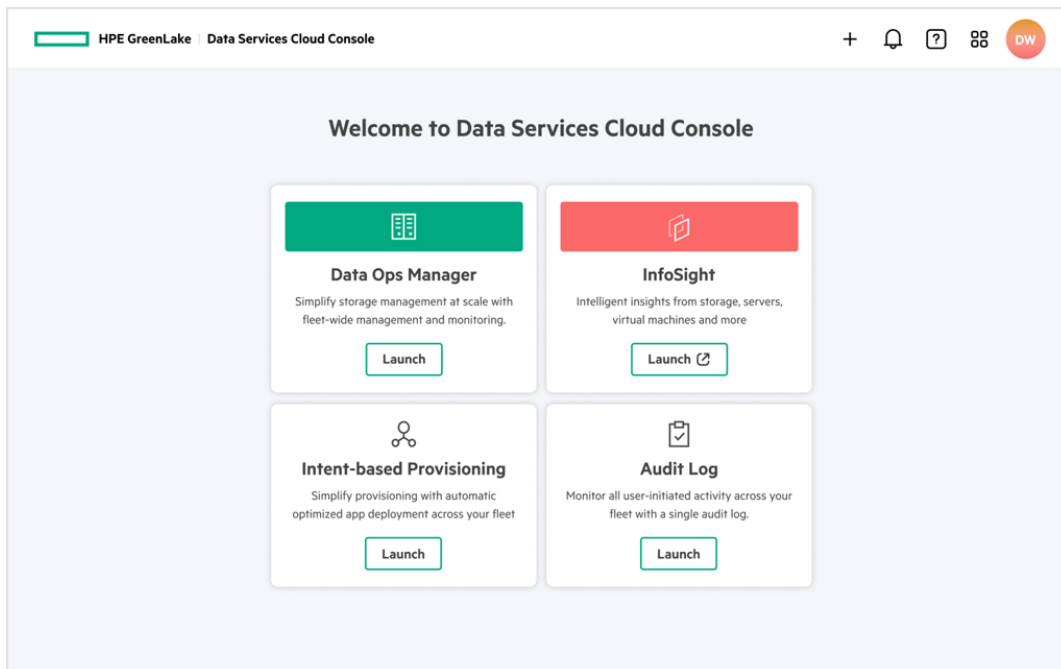 HPE GreenLake | Data Services Cloud Console
? DW
Welcome to Data Services Cloud Console
Data Ops Manager
Simplify storage management at scale with
fleet-wide management and monitoring.
Launch
InfoSight
Intelligent insights from storage, servers,
virtual machines and more
Launch
Intent-based Provisioning
Simplify provisioning with automatic
optimized app deployment across your fleet
Launch
Audit Log
Monitor all user-initiated activity across your
fleet with a single audit log.
Launch